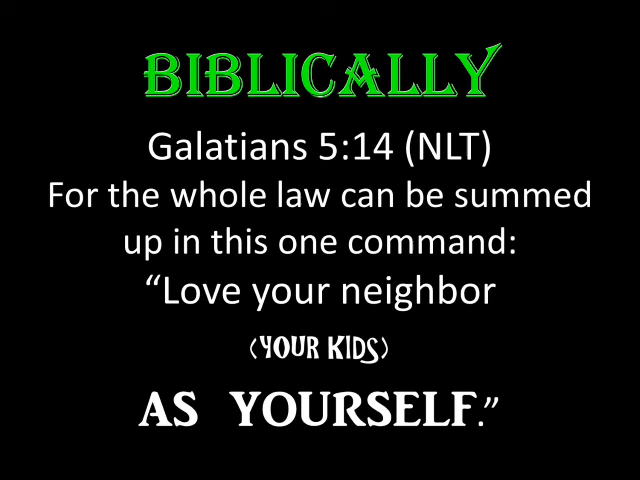 BIBLICALLY
Galatians 5:14 (NLT)
For the whole law can be summed
up in this one command:
“Love your neighbor
(YOUR KIDS)
AS YOURSELF.”